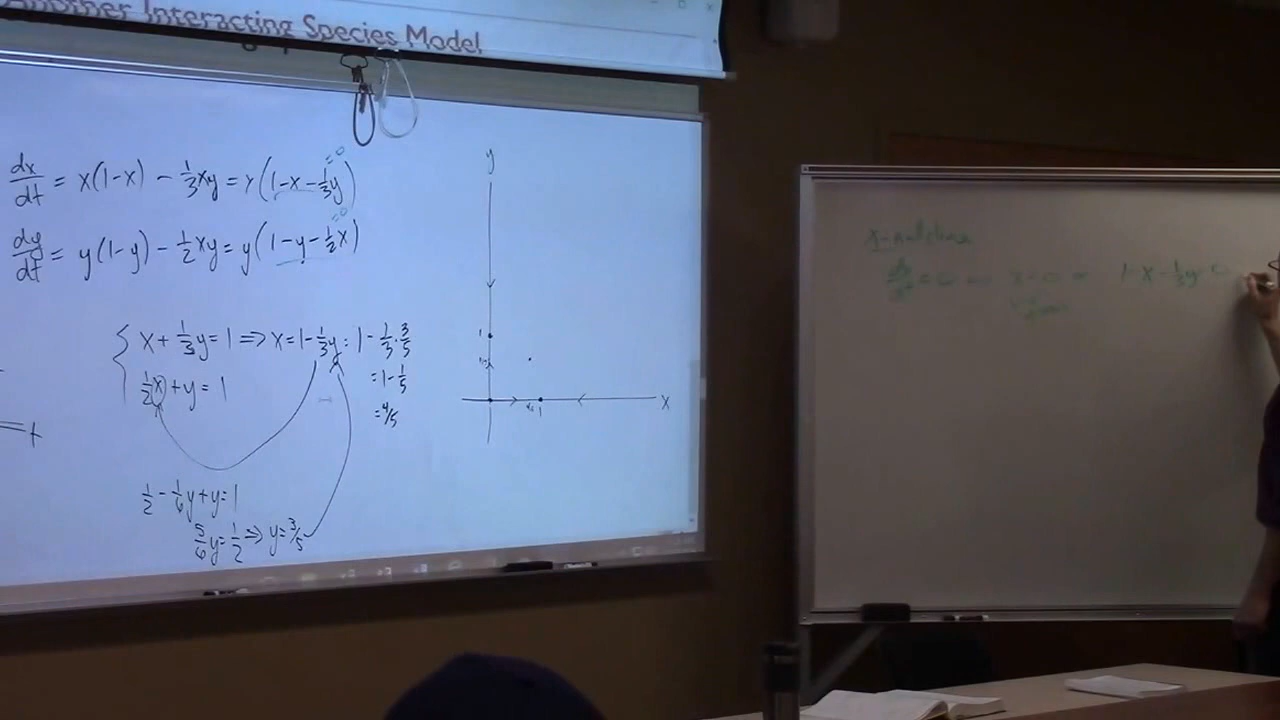 Another Interacting Species Model
dx/dt = x(1-x) - 1/3xy = x(1-x-1/3y) =0
dy/dt = y(1-y) - 1/2xy = y(1-y-1/2x) =0
x + 1/3y = 1 => x = 1-1/3y = 1 - 1/3·3/5
1/2x + y = 1
= 1 - 1/5
= 4/5
1/2 - 1/6y + y = 1
5/6y = 1/2 => y = 3/5
y
1
x
1
x-nullcline
dx/dt = 0 => x = 0 or 1-x-1/3y = 0